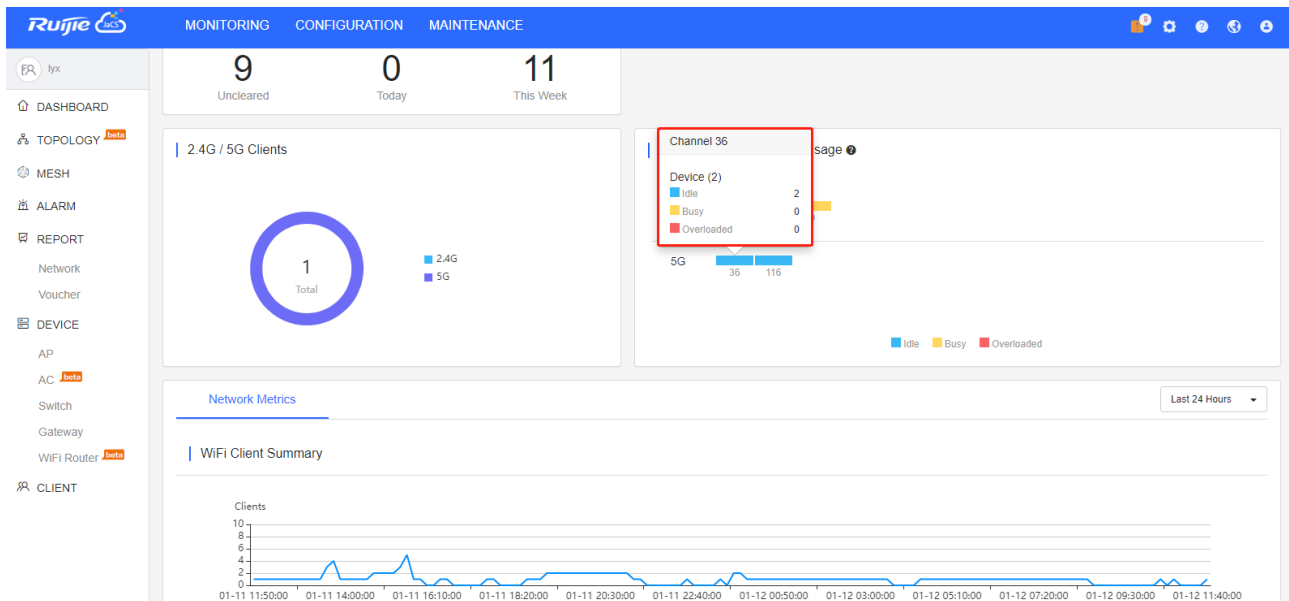 Ruijie JaCS MONITORING CONFIGURATION MAINTENANCE 9
lyx
DASHBOARD
TOPOLOGY beta
MESH
ALARM
REPORT
Network
Voucher
DEVICE
AP
AC beta
Switch
Gateway
WiFi Router beta
CLIENT
9 0 11
Uncleared Today This Week
2.4G / 5G Clients
1
Total
2.4G
5G
Channel 36
Device (2)
Idle 2
Busy 0
Overloaded 0
sage
5G
36 116
Idle Busy Overloaded
Network Metrics
Last 24 Hours
WiFi Client Summary
Clients
10
8
6
4
2
0
01-11 11:50:00 01-11 14:00:00 01-11 16:10:00 01-11 18:20:00 01-11 20:30:00 01-11 22:40:00 01-12 00:50:00 01-12 03:00:00 01-12 05:10:00 01-12 07:20:00 01-12 09:30:00 01-12 11:40:00